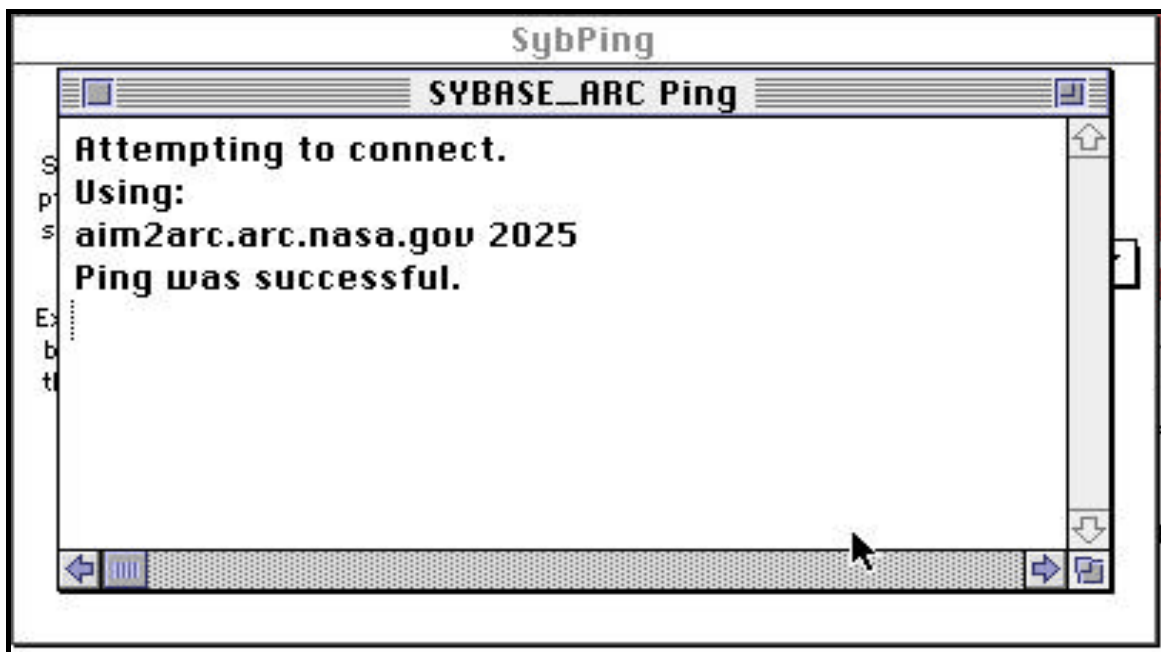 SybPing
SYBASE_ARC Ping
Attempting to connect.
Using:
aim2arc.arc.nasa.gov 2025
Ping was successful.